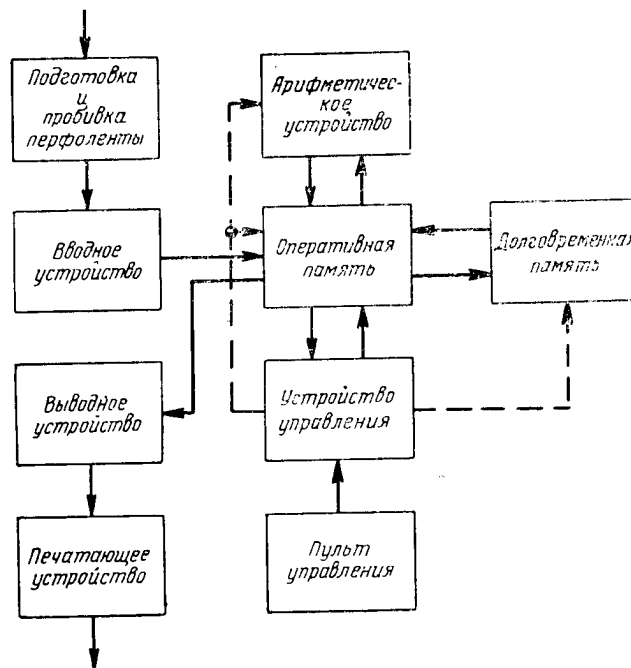 Подготовка
и
пробивка
перфоленты
Арифметичес-
кое
устройство
Вводное
устройство
Оперативная
память
Долговременная
память
Выводное
устройство
Устройство
управления
Печатающее
устройство
Пульт
управления